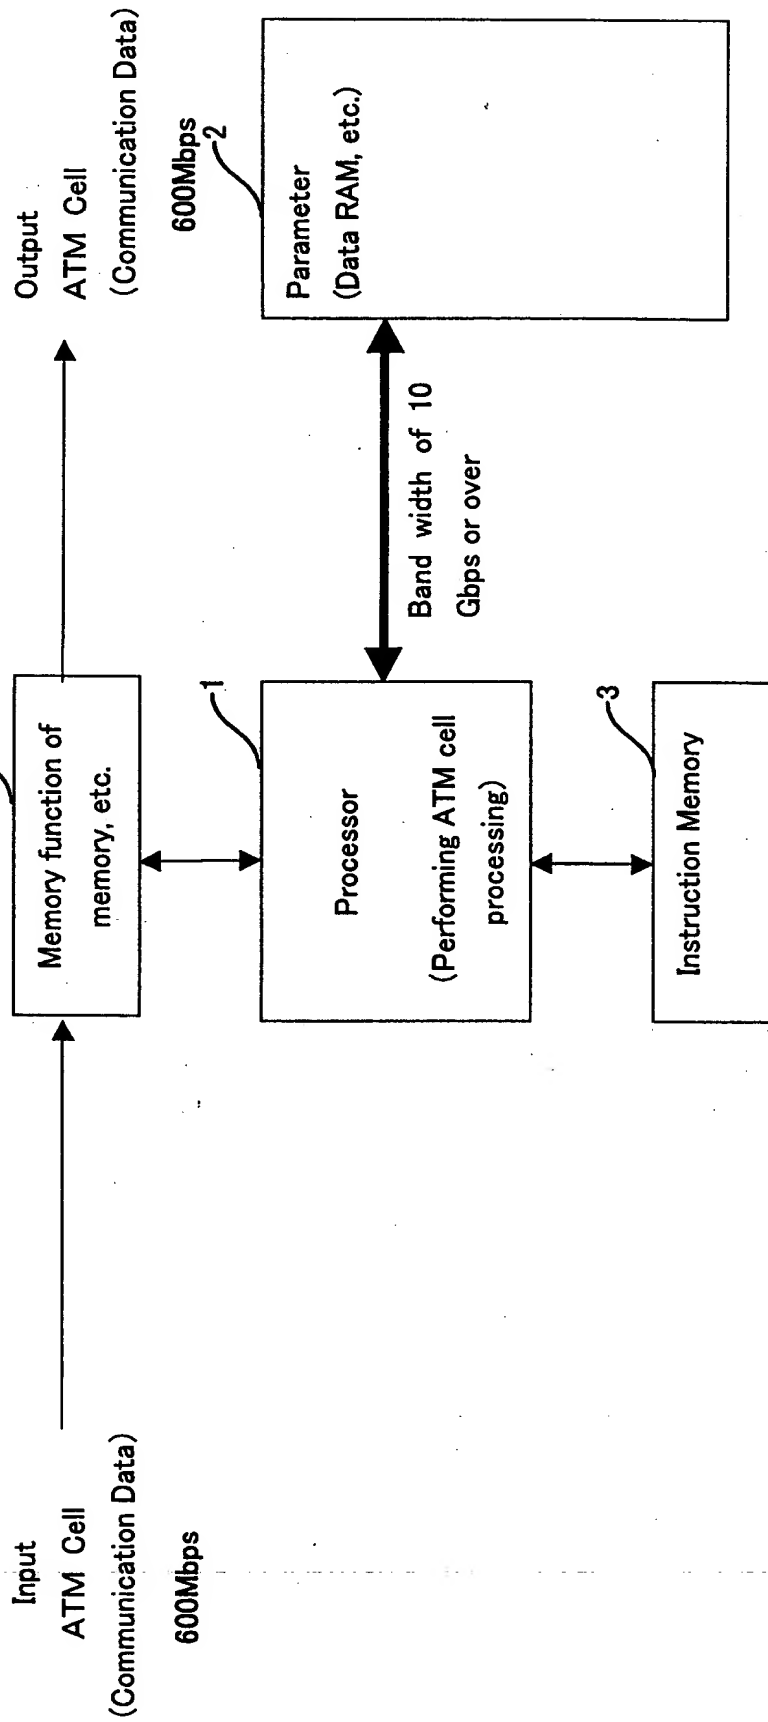 Input
ATM Cell
(Communication Data)
600Mbps
Memory function of
memory, etc.
Output
ATM Cell
(Communication Data)
600Mbps
1
Processor
(Performing ATM cell
processing)
Band width of 10
Gbps or over
2
Parameter
(Data RAM, etc.)
3
Instruction Memory